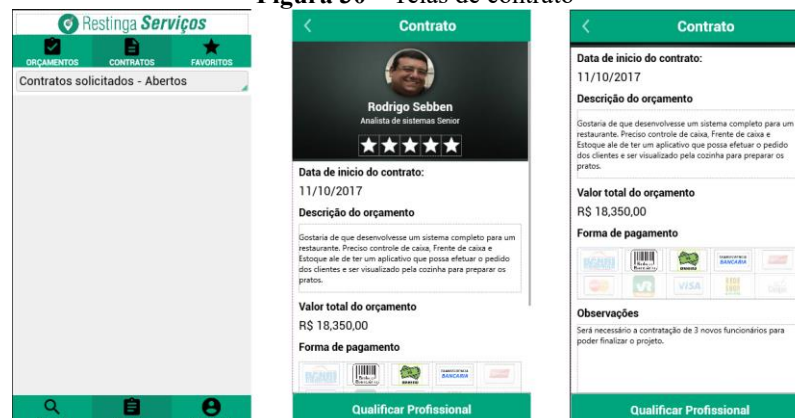 Figura 30 – Telas de contrato
Restinga Serviços
ORÇAMENTOS CONTRATOS FAVORITOS
Contratos solicitados - Abertos
Contrato
Rodrigo Sebben
Analista de sistemas Senior
Data de inicio do contrato:
11/10/2017
Descrição do orçamento
Gostaria de que desenvolvesse um sistema completo para um
restaurante. Preciso controle de caixa, Frente de caixa e
Estoque ale de ter um aplicativo que possa efetuar o pedido
dos clientes e ser visualizado pela cozinha para preparar os
pratos.
Valor total do orçamento
R$ 18,350,00
Forma de pagamento
BANCÁRIA
Qualificar Profissional
Contrato
Data de inicio do contrato:
11/10/2017
Descrição do orçamento
Gostaria de que desenvolvesse um sistema completo para um
restaurante. Preciso controle de caixa, Frente de caixa e
Estoque ale de ter um aplicativo que possa efetuar o pedido
dos clientes e ser visualizado pela cozinha para preparar os
pratos.
Valor total do orçamento
R$ 18,350,00
Forma de pagamento
BANCÁRIA
VISA
Observações
Será necessário a contratação de 3 novos funcionários para
poder finalizar o projeto.
Qualificar Profissional